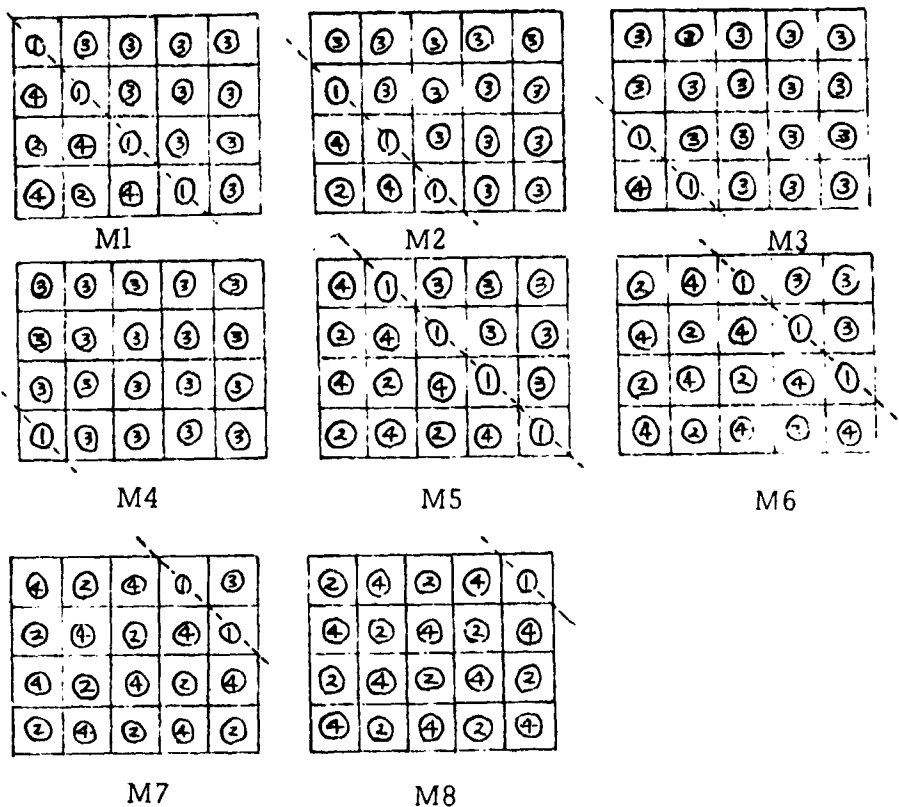 ① ③ ③ ③ ③
④ ① ③ ③ ③
② ④ ① ③ ③
④ ② ④ ① ③
M1
③ ③ ③ ③ ③
① ③ ③ ③ ③
④ ① ③ ③ ③
② ④ ① ③ ③
M2
③ ③ ③ ③ ③
③ ③ ③ ③ ③
① ③ ③ ③ ③
④ ① ③ ③ ③
M3
③ ③ ③ ③ ③
③ ③ ③ ③ ③
③ ③ ③ ③ ③
① ③ ③ ③ ③
M4
④ ① ③ ③ ③
② ④ ① ③ ③
④ ② ④ ① ③
② ④ ② ④ ①
M5
② ④ ① ③ ③
④ ② ④ ① ③
② ④ ② ④ ①
④ ② ④ ④
M6
④ ② ④ ① ③
② ④ ② ④ ①
④ ② ④ ② ④
② ④ ② ④ ②
M7
② ④ ② ④ ①
④ ② ④ ② ④
② ④ ② ④ ②
④ ② ④ ② ④
M8